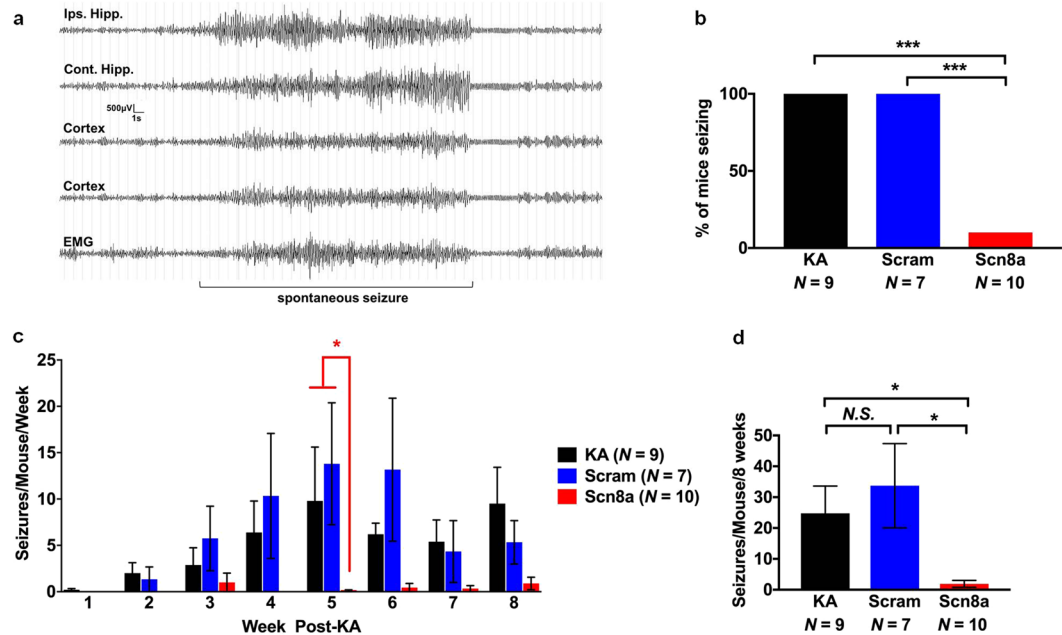 a
Ips. Hipp.
Cont. Hipp.
500μV
1s
Cortex
Cortex
EMG
spontaneous seizure
b
***
***
% of mice seizing
100
50
0
KA
Scram
Scn8a
N = 9
N = 7
N = 10
c
Seizures/Mouse/Week
25
20
15
10
5
0
*
1 2 3 4 5 6 7 8
Week Post-KA
KA (N = 9)
Scram (N = 7)
Scn8a (N = 10)
d
*
N.S.
*
Seizures/Mouse/8 weeks
50
40
30
20
10
0
KA
Scram
Scn8a
N = 9
N = 7
N = 10